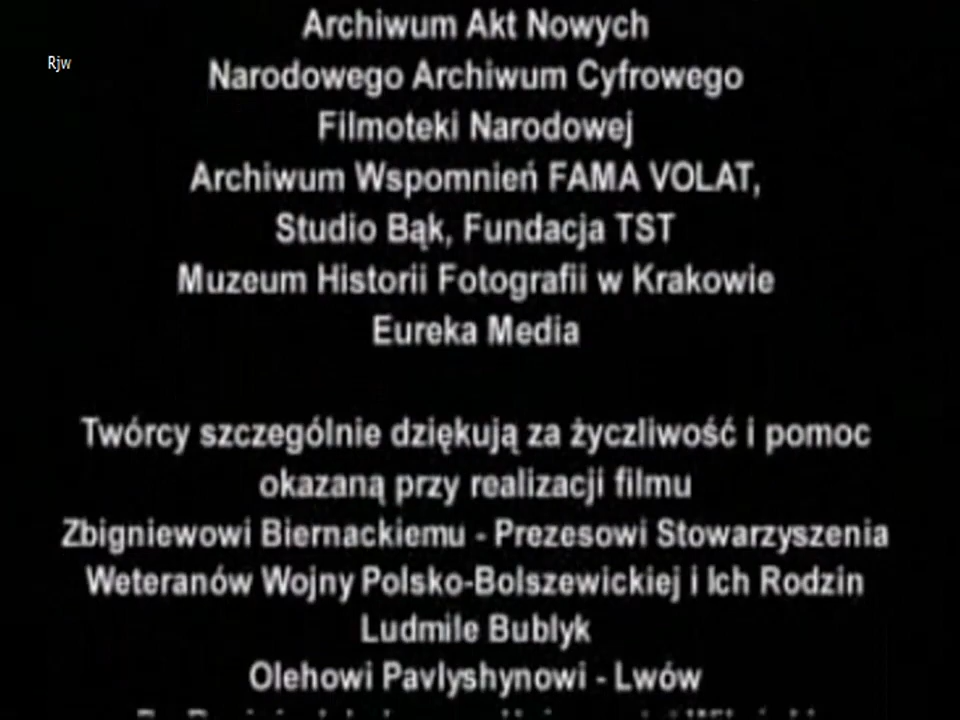 Archiwum Akt Nowych
Rjw
Narodowego Archiwum Cyfrowego
Filmoteki Narodowej
Archiwum Wspomnień FAMA VOLAT,
Studio Bąk, Fundacja TST
Muzeum Historii Fotografii w Krakowie
Eureka Media
Twórcy szczególnie dziękują za życzliwość i pomoc
okazaną przy realizacji filmu
Zbigniewowi Biernackiemu - Prezesowi Stowarzyszenia
Weteranów Wojny Polsko-Bolszewickiej i Ich Rodzin
Ludmile Bublyk
Olehowi Pavlyshynowi - Lwów